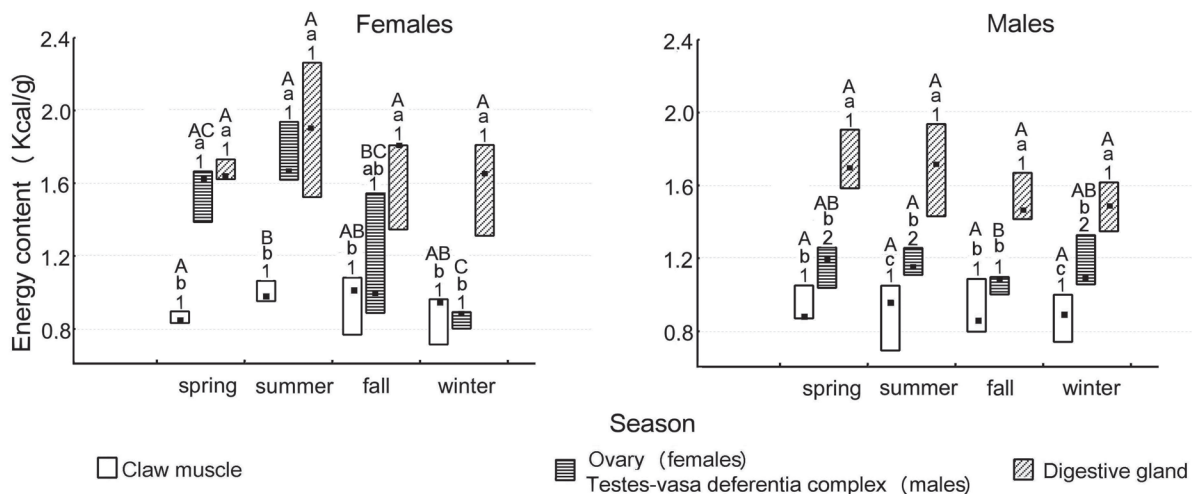 Females
Energy content (Kcal/g)
2.4
2.0
1.6
1.2
0.8
A
b
1
AC
a
1
A
a
1
B
b
1
A
a
1
A
a
1
AB
b
1
BC
ab
1
A
a
1
AB
b
1
C
b
1
A
a
1
spring summer fall winter
Males
2.4
2.0
1.6
1.2
0.8
A
b
1
AB
b
2
A
a
1
A
c
1
A
b
2
A
a
1
A
b
1
B
b
1
A
a
1
A
c
1
AB
b
2
A
a
1
spring summer fall winter
Season
Claw muscle
Ovary (females)
Testes-vasa deferentia complex (males)
Digestive gland